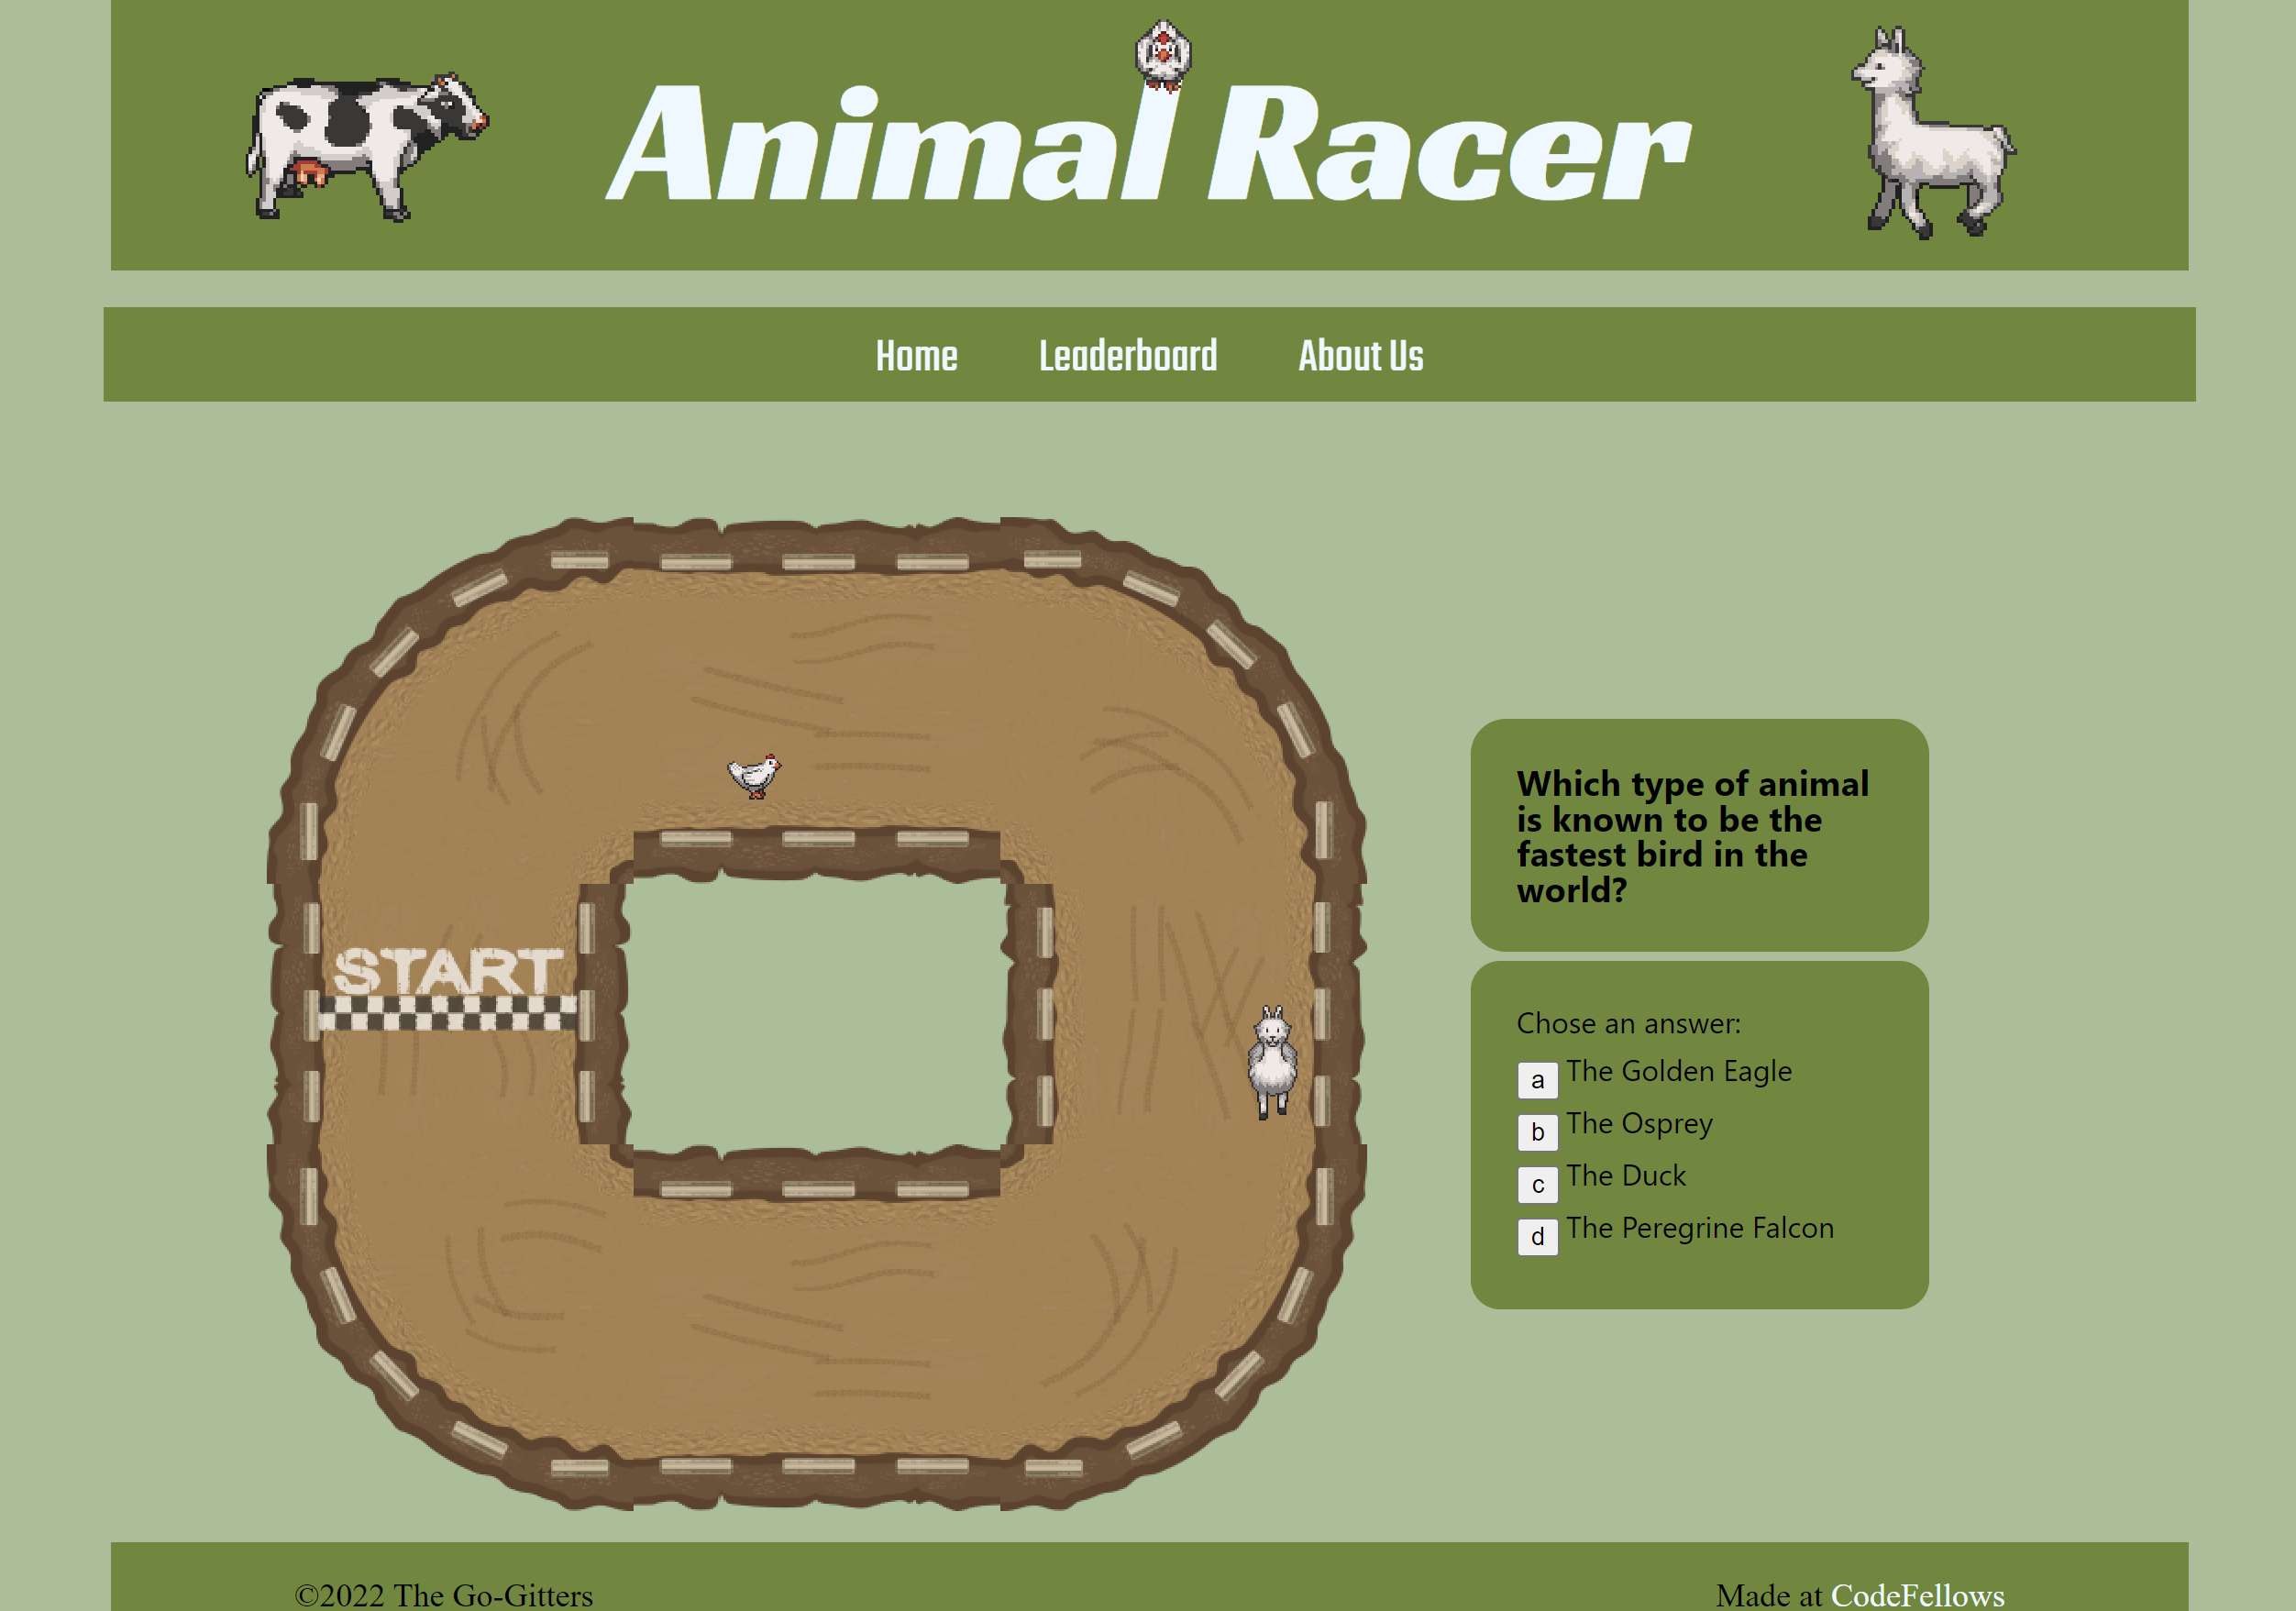 Animal Racer
Home Leaderboard About Us
START
Which type of animal
is known to be the
fastest bird in the
world?
Chose an answer:
a The Golden Eagle
b The Osprey
c The Duck
d The Peregrine Falcon
©2022 The Go-Gitters
Made at CodeFellows